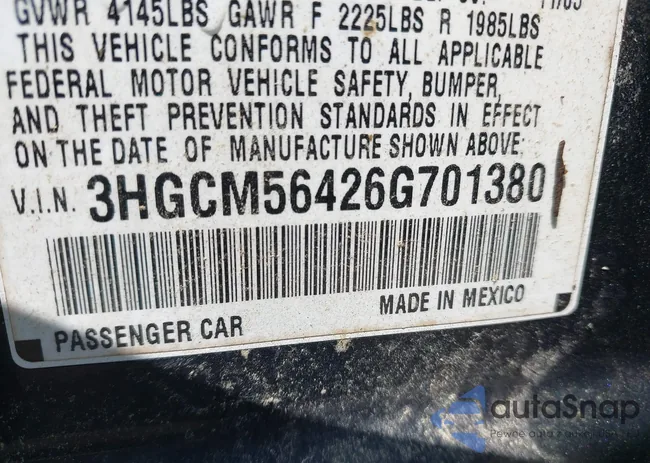 GVWR 4145LBS GAWR F 2225LBS R 1985LBS
THIS VEHICLE CONFORMS TO ALL APPLICABLE
FEDERAL MOTOR VEHICLE SAFETY, BUMPER,
AND THEFT PREVENTION STANDARDS IN EFFECT
ON THE DATE OF MANUFACTURE SHOWN ABOVE.
V.I.N. 3HGCM56426G701380
MADE IN MEXICO
PASSENGER CAR
autaSnap